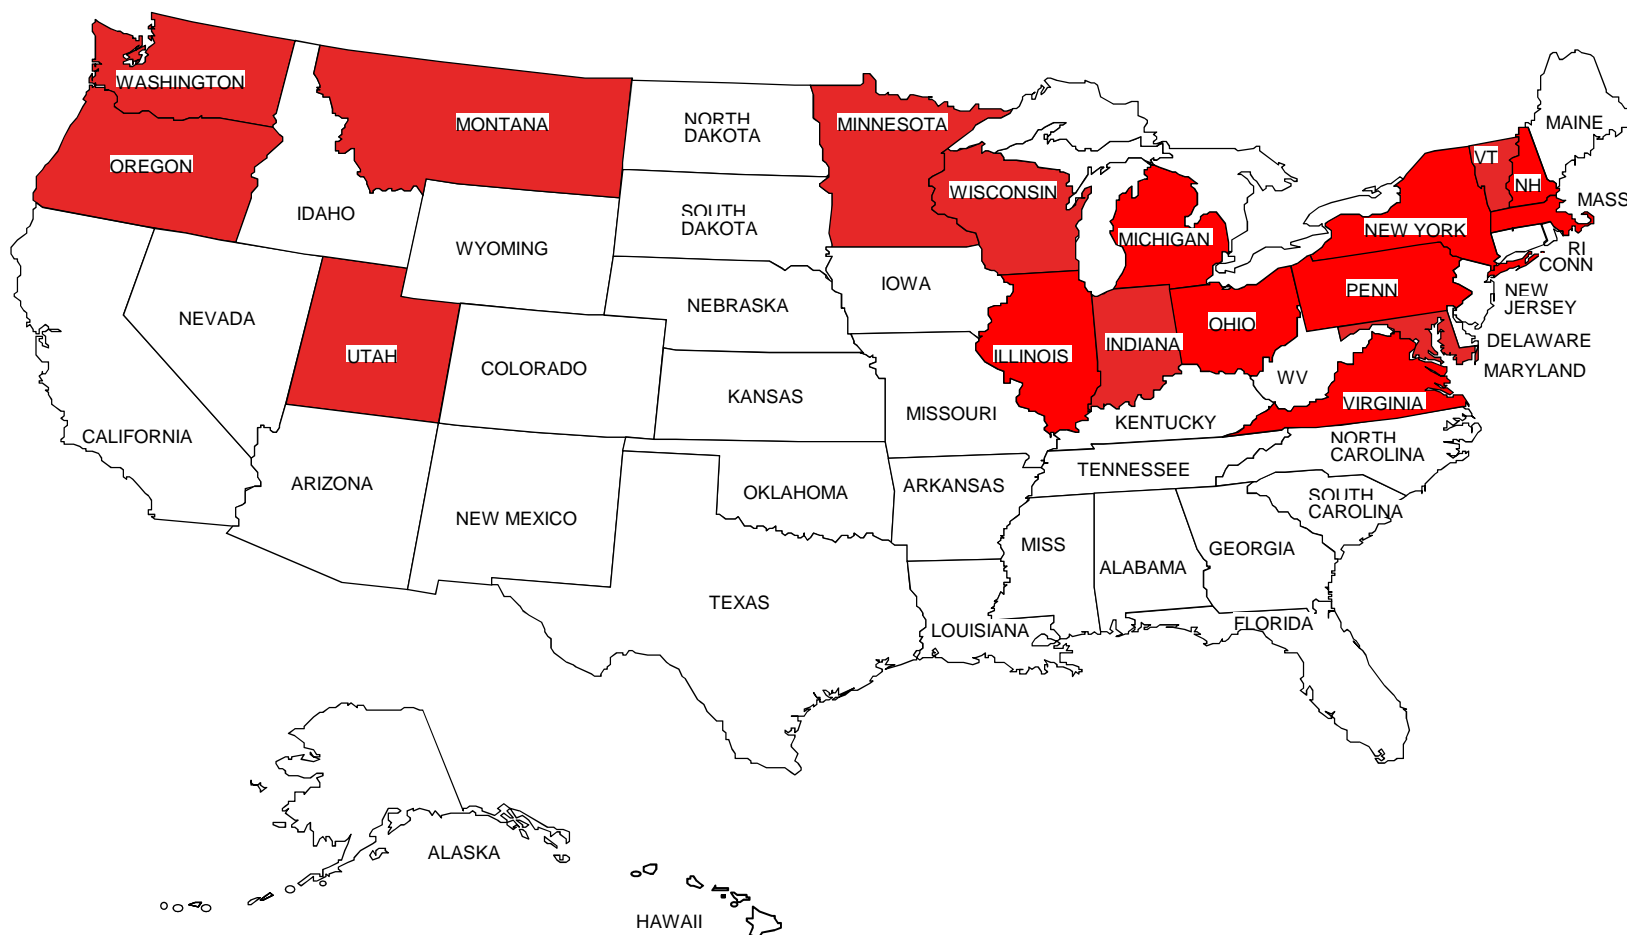 WASHINGTON
MONTANA
NORTH
DAKOTA
MINNESOTA
MAINE
OREGON
VT
NH
WISCONSIN
MASS
IDAHO
SOUTH
DAKOTA
WYOMING
MICHIGAN
NEW YORK
RI
CONN
IOWA
PENN
NEW
JERSEY
NEBRASKA
NEVADA
OHIO
INDIANA
DELAWARE
UTAH
ILLINOIS
COLORADO
MARYLAND
WV
KANSAS
VIRGINIA
MISSOURI
KENTUCKY
CALIFORNIA
NORTH
CAROLINA
TENNESSEE
ARIZONA
OKLAHOMA
ARKANSAS
SOUTH
CAROLINA
NEW MEXICO
MISS
GEORGIA
ALABAMA
TEXAS
LOUISIANA
FLORIDA
ALASKA
HAWAII